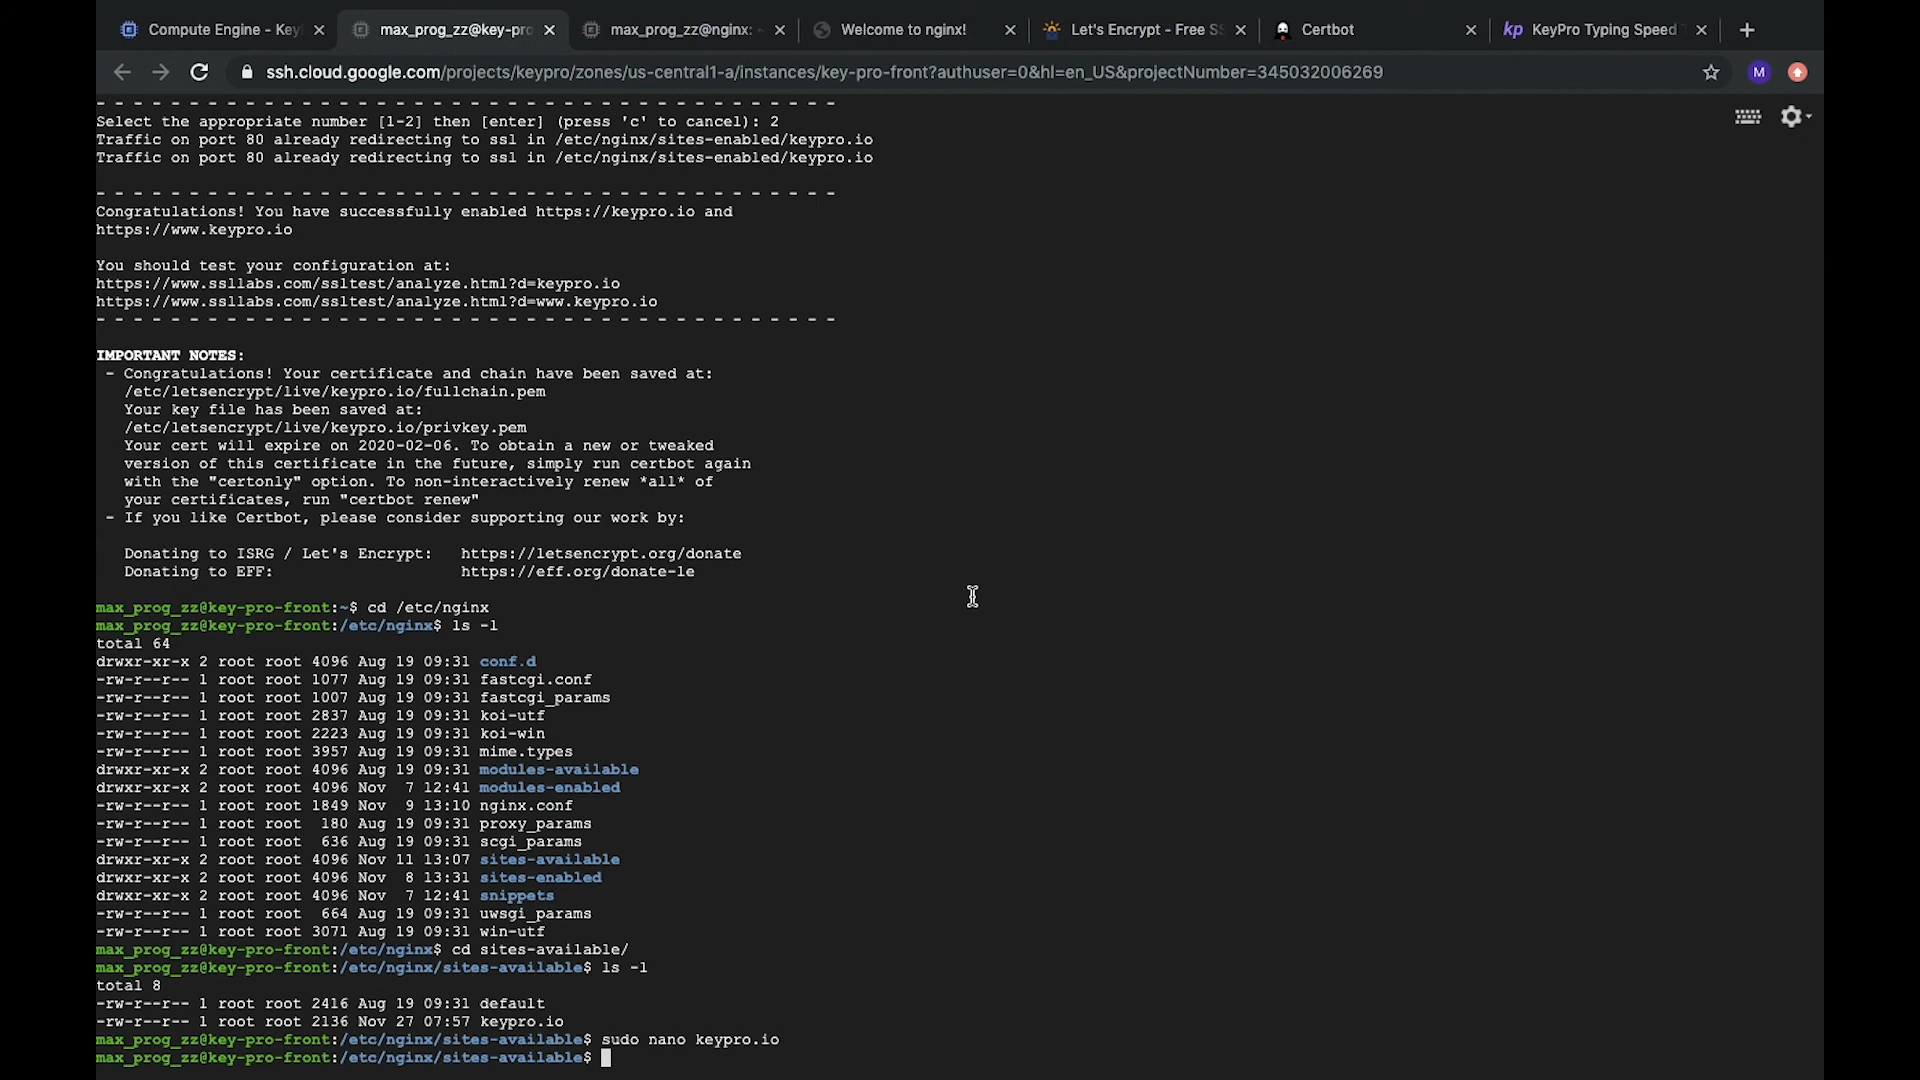 Compute Engine - Key
max_prog_zz@key-pro
max_prog_zz@nginx: ~
Welcome to nginx!
Let's Encrypt - Free SS
Certbot
kp KeyPro Typing Speed T
ssh.cloud.google.com/projects/keypro/zones/us-central1-a/instances/key-pro-front?authuser=0&hl=en_US&projectNumber=345032006269
M
- - - - - - - - - - - - - - - - - - - - - - - - - - - - - - - - - - - - - - - -
Select the appropriate number [1-2] then [enter] (press 'c' to cancel): 2
Traffic on port 80 already redirecting to ssl in /etc/nginx/sites-enabled/keypro.io
Traffic on port 80 already redirecting to ssl in /etc/nginx/sites-enabled/keypro.io
- - - - - - - - - - - - - - - - - - - - - - - - - - - - - - - - - - - - - - - -
Congratulations! You have successfully enabled https://keypro.io and
https://www.keypro.io
You should test your configuration at:
https://www.ssllabs.com/ssltest/analyze.html?d=keypro.io
https://www.ssllabs.com/ssltest/analyze.html?d=www.keypro.io
- - - - - - - - - - - - - - - - - - - - - - - - - - - - - - - - - - - - - - - -
IMPORTANT NOTES:
- Congratulations! Your certificate and chain have been saved at:
/etc/letsencrypt/live/keypro.io/fullchain.pem
Your key file has been saved at:
/etc/letsencrypt/live/keypro.io/privkey.pem
Your cert will expire on 2020-02-06. To obtain a new or tweaked
version of this certificate in the future, simply run certbot again
with the "certonly" option. To non-interactively renew *all* of
your certificates, run "certbot renew"
- If you like Certbot, please consider supporting our work by:
Donating to ISRG / Let's Encrypt:   https://letsencrypt.org/donate
Donating to EFF:                    https://eff.org/donate-le
max_prog_zz@key-pro-front:~$ cd /etc/nginx
max_prog_zz@key-pro-front:/etc/nginx$ ls -l
total 64
drwxr-xr-x 2 root root 4096 Aug 19 09:31 conf.d
-rw-r--r-- 1 root root 1077 Aug 19 09:31 fastcgi.conf
-rw-r--r-- 1 root root 1007 Aug 19 09:31 fastcgi_params
-rw-r--r-- 1 root root 2837 Aug 19 09:31 koi-utf
-rw-r--r-- 1 root root 2223 Aug 19 09:31 koi-win
-rw-r--r-- 1 root root 3957 Aug 19 09:31 mime.types
drwxr-xr-x 2 root root 4096 Aug 19 09:31 modules-available
drwxr-xr-x 2 root root 4096 Nov  7 12:41 modules-enabled
-rw-r--r-- 1 root root 1849 Nov  9 13:10 nginx.conf
-rw-r--r-- 1 root root  180 Aug 19 09:31 proxy_params
-rw-r--r-- 1 root root  636 Aug 19 09:31 scgi_params
drwxr-xr-x 2 root root 4096 Nov 11 13:07 sites-available
drwxr-xr-x 2 root root 4096 Nov  8 13:31 sites-enabled
drwxr-xr-x 2 root root 4096 Nov  7 12:41 snippets
-rw-r--r-- 1 root root  664 Aug 19 09:31 uwsgi_params
-rw-r--r-- 1 root root 3071 Aug 19 09:31 win-utf
max_prog_zz@key-pro-front:/etc/nginx$ cd sites-available/
max_prog_zz@key-pro-front:/etc/nginx/sites-available$ ls -l
total 8
-rw-r--r-- 1 root root 2416 Aug 19 09:31 default
-rw-r--r-- 1 root root 2136 Nov 27 07:57 keypro.io
max_prog_zz@key-pro-front:/etc/nginx/sites-available$ sudo nano keypro.io
max_prog_zz@key-pro-front:/etc/nginx/sites-available$